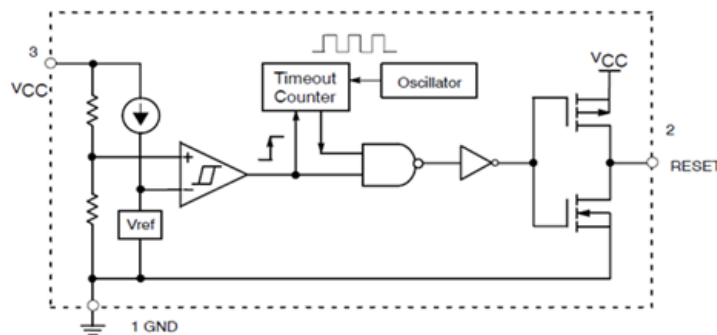 3
VCC
Timeout
Counter
Oscillator
VCC
2
RESET
+
−
Vref
1 GND